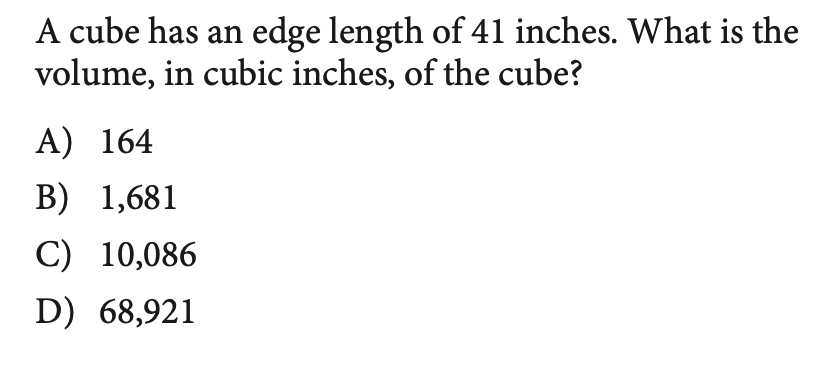 A cube has an edge length of 41 inches. What is the
volume, in cubic inches, of the cube?
A) 164
B) 1,681
C) 10,086
D) 68,921